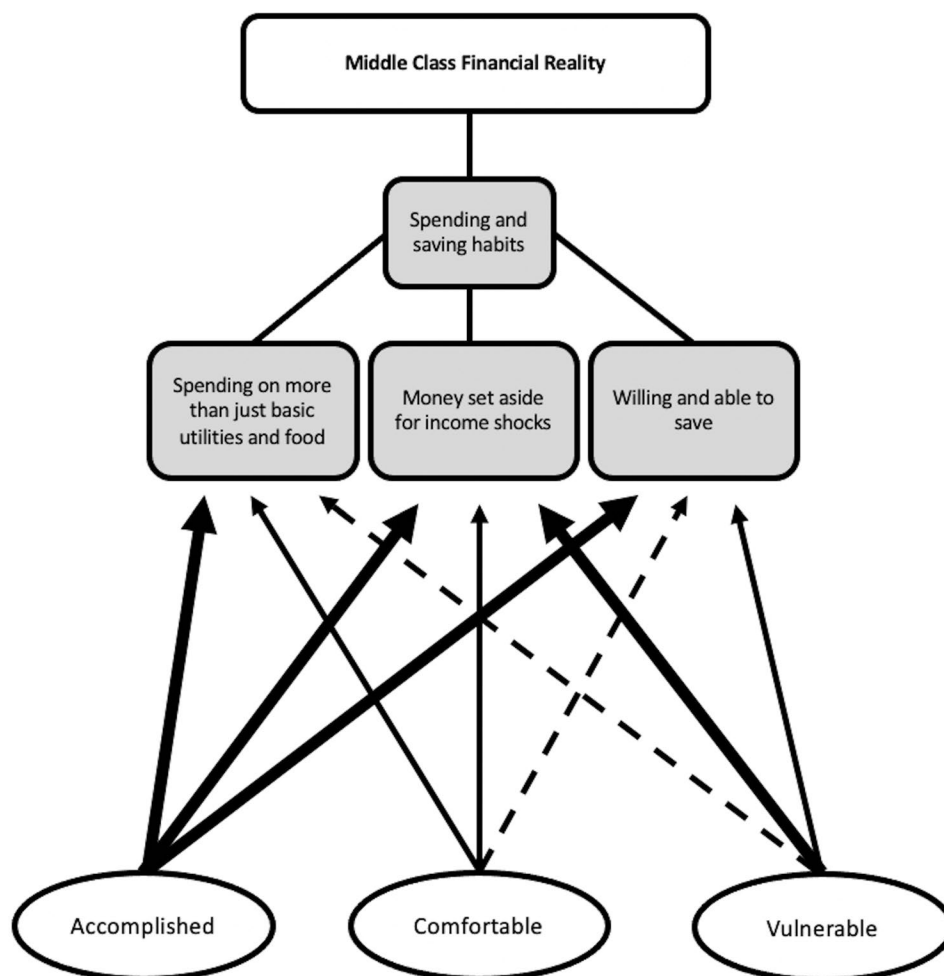 Middle Class Financial Reality
Spending and
saving habits
Spending on more
than just basic
utilities and food
Money set aside
for income shocks
Willing and able to
save
Accomplished
Comfortable
Vulnerable